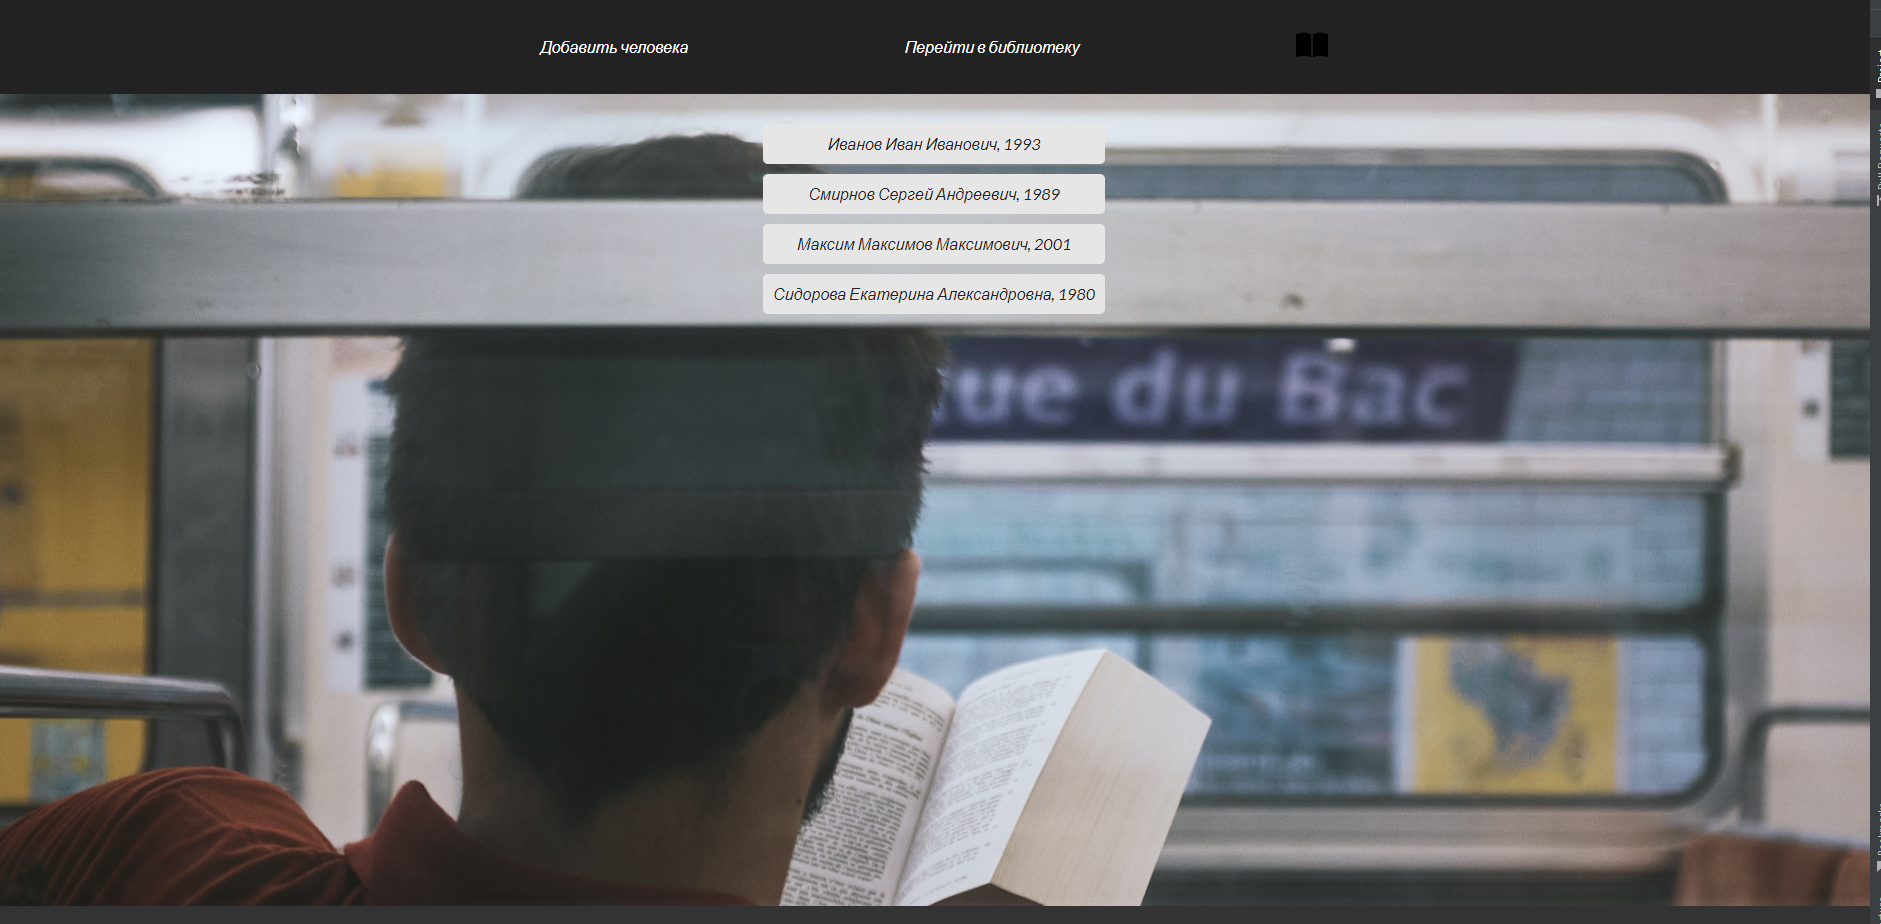 Добавить человека
Перейти в библиотеку
Иванов Иван Иванович, 1993
Смирнов Сергей Андреевич, 1989
Максим Максимов Максимович, 2001
Сидорова Екатерина Александровна, 1980
du Bac